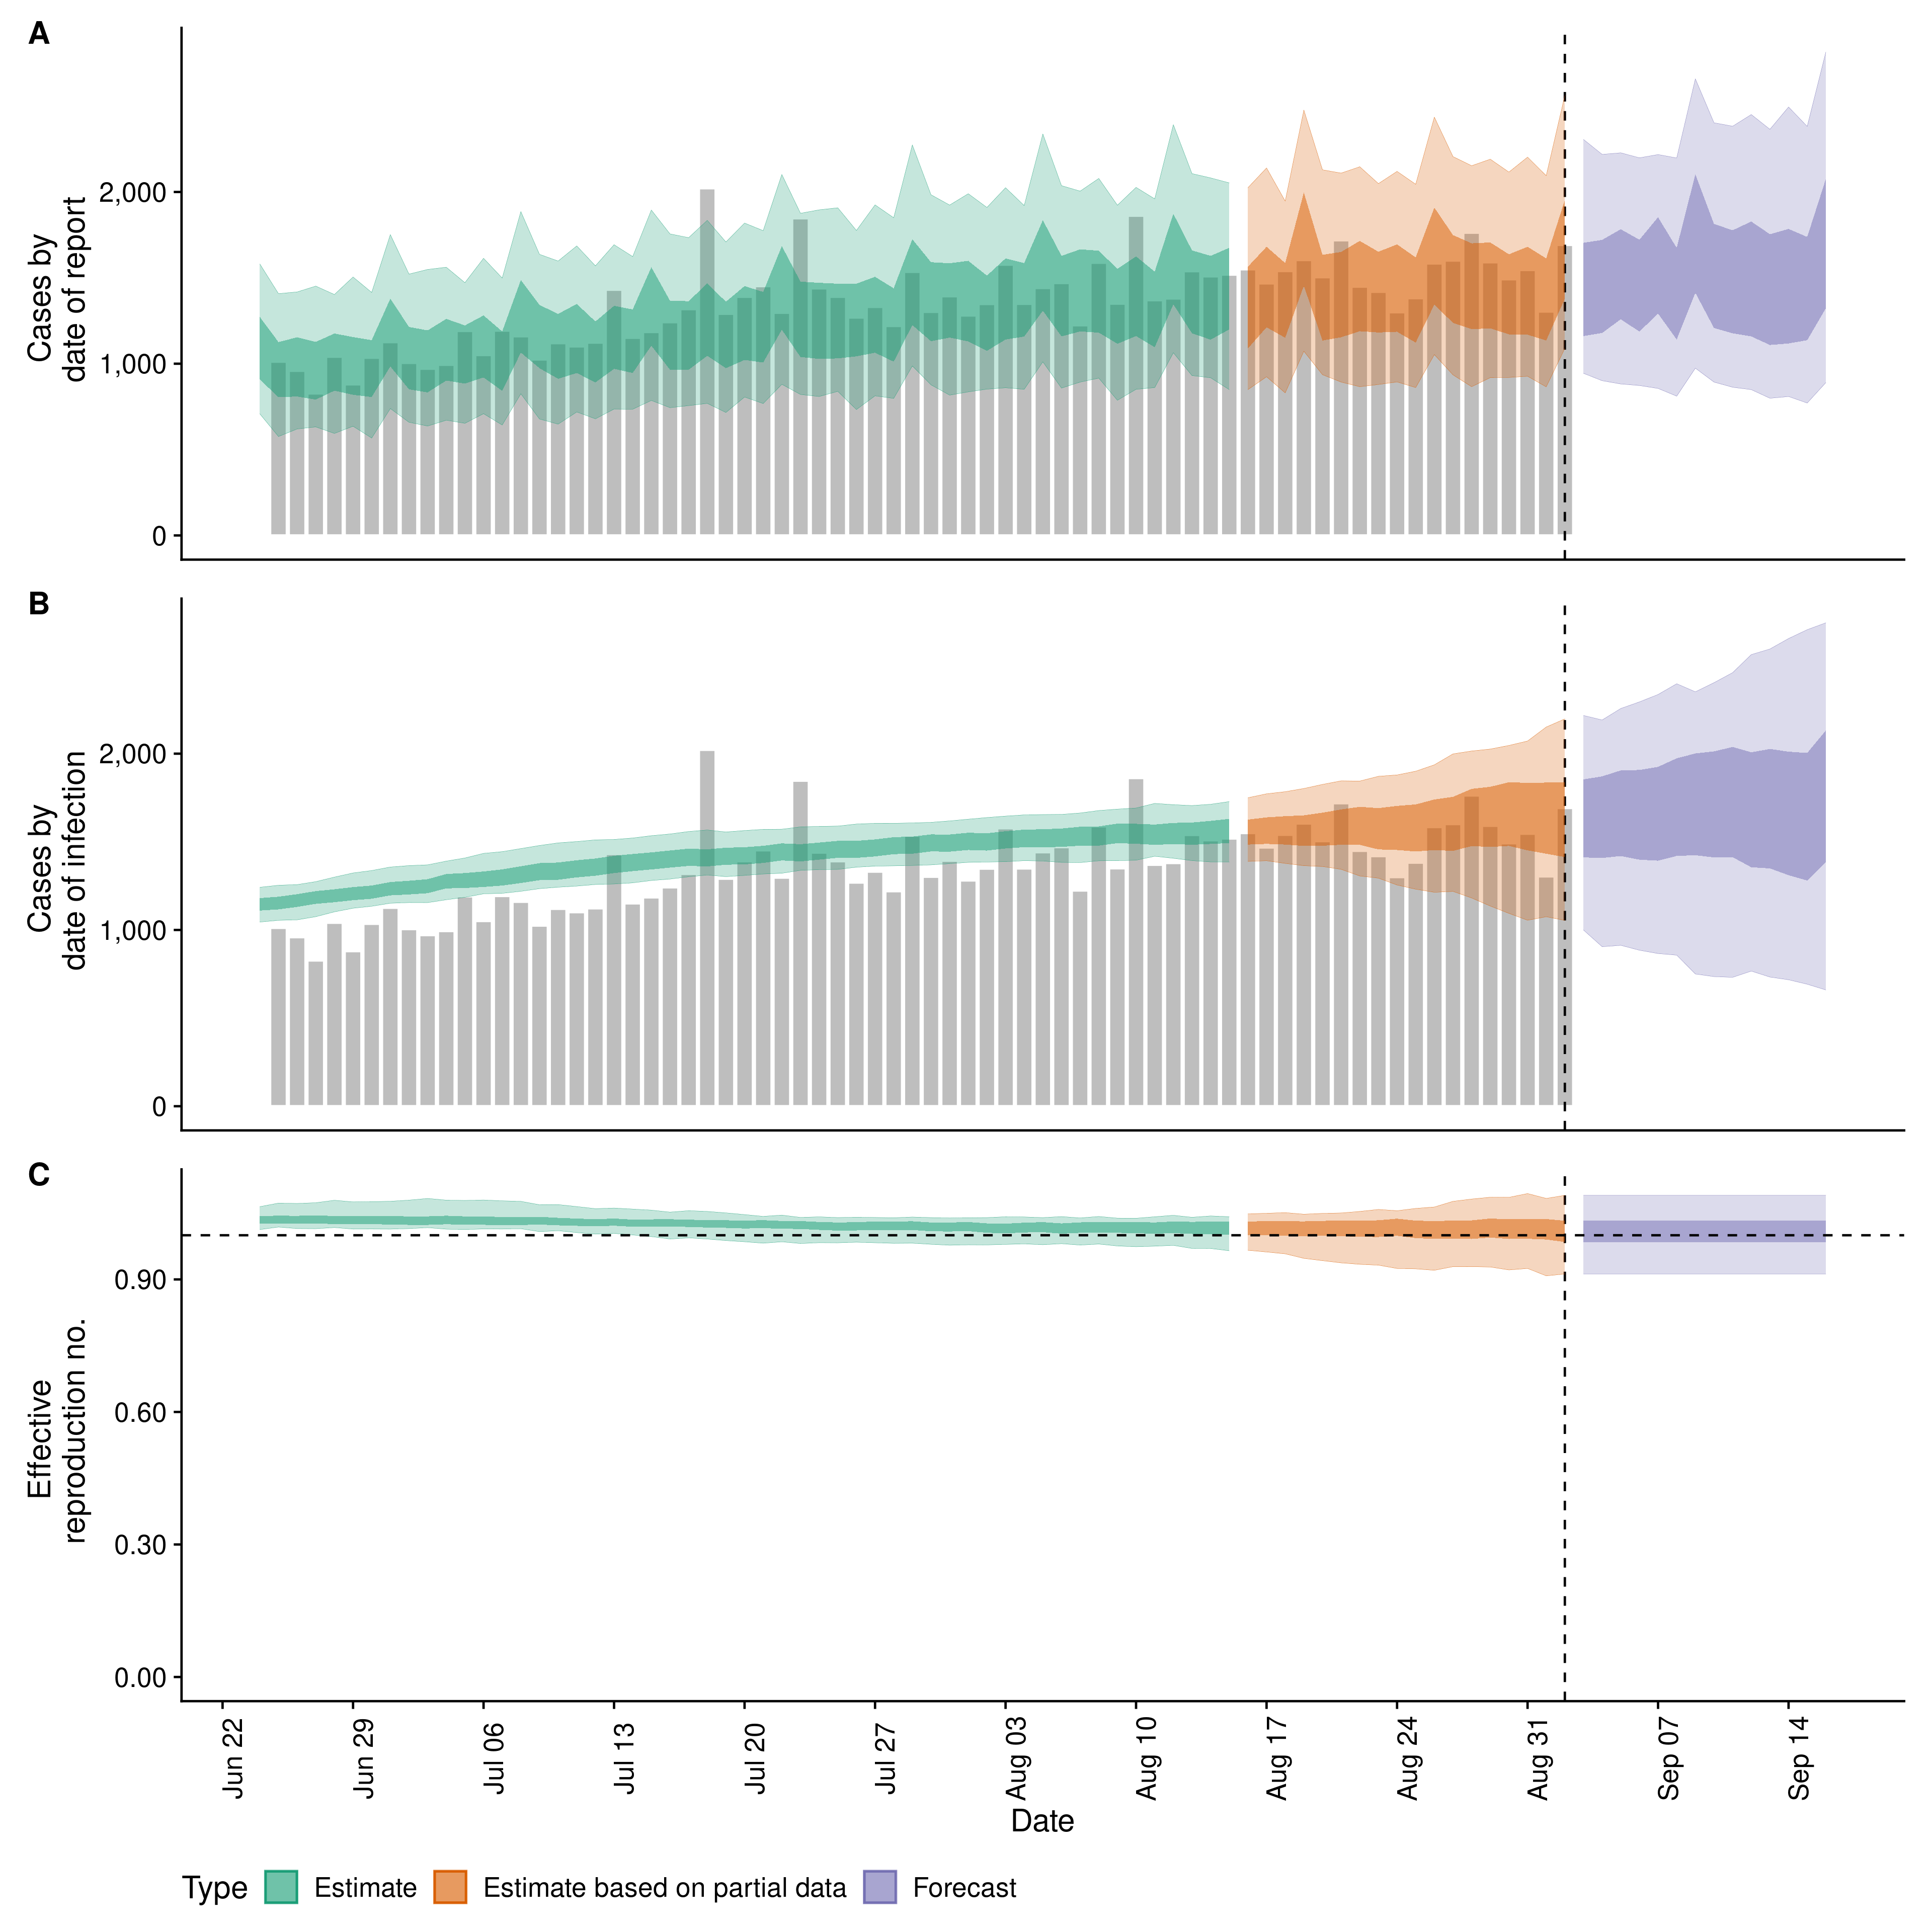 A
Cases by
date of report
2,000
1,000
0
B
Cases by
date of infection
2,000
1,000
0
C
Effective
reproduction no.
0.90
0.60
0.30
0.00
Jun 22
Jun 29
Jul 06
Jul 13
Jul 20
Jul 27
Aug 03
Aug 10
Aug 17
Aug 24
Aug 31
Sep 07
Sep 14
Date
Type Estimate Estimate based on partial data Forecast